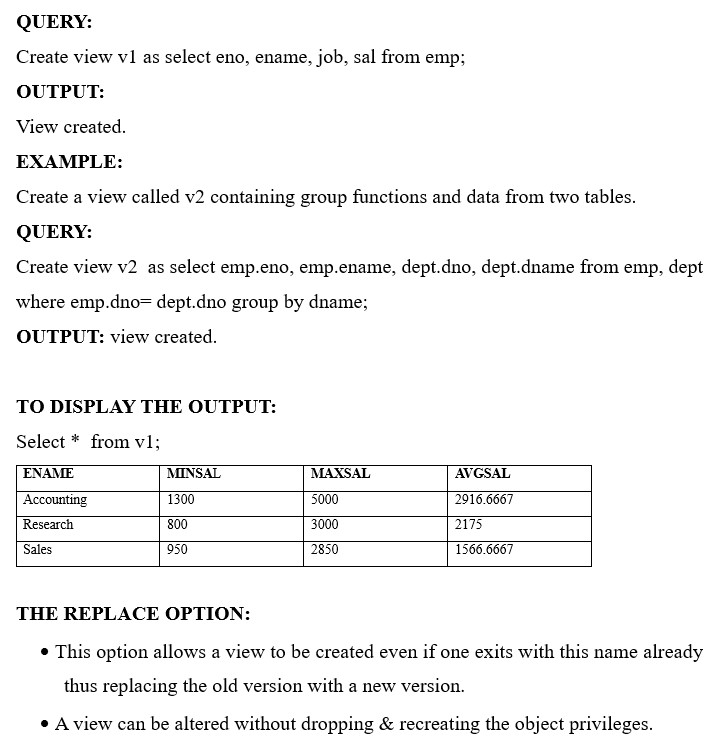 QUERY:
Create view v1 as select eno, ename, job, sal from emp;
OUTPUT:
View created.
EXAMPLE:
Create a view called v2 containing group functions and data from two tables.
QUERY:
Create view v2 as select emp.eno, emp.ename, dept.dno, dept.dname from emp, dept
where emp.dno= dept.dno group by dname;
OUTPUT: view created.
TO DISPLAY THE OUTPUT:
Select * from v1;
ENAME MINSAL MAXSAL AVGSAL
Accounting 1300 5000 2916.6667
Research 800 3000 2175
Sales 950 2850 1566.6667
THE REPLACE OPTION:
• This option allows a view to be created even if one exits with this name already
thus replacing the old version with a new version.
• A view can be altered without dropping & recreating the object privileges.